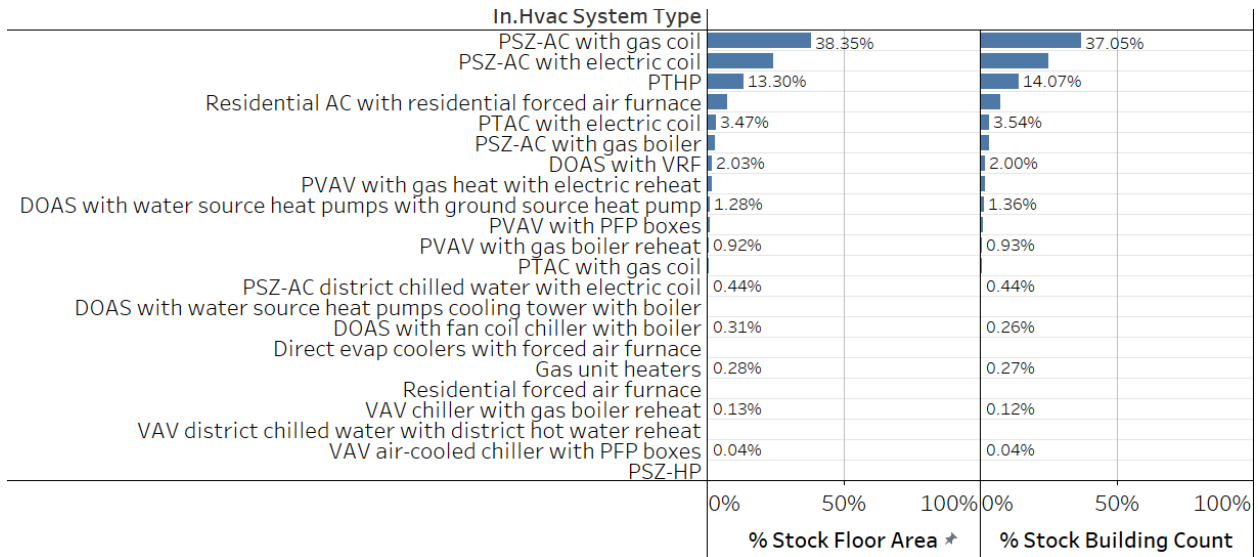 In.Hvac System Type
PSZ-AC with gas coil 38.35% 37.05%
PSZ-AC with electric coil
PTHP 13.30% 14.07%
Residential AC with residential forced air furnace
PTAC with electric coil 3.47% 3.54%
PSZ-AC with gas boiler
DOAS with VRF 2.03% 2.00%
PVAV with gas heat with electric reheat
DOAS with water source heat pumps with ground source heat pump 1.28% 1.36%
PVAV with PFP boxes
PVAV with gas boiler reheat 0.92% 0.93%
PTAC with gas coil
PSZ-AC district chilled water with electric coil 0.44% 0.44%
DOAS with water source heat pumps cooling tower with boiler
DOAS with fan coil chiller with boiler 0.31% 0.26%
Direct evap coolers with forced air furnace
Gas unit heaters 0.28% 0.27%
Residential forced air furnace
VAV chiller with gas boiler reheat 0.13% 0.12%
VAV district chilled water with district hot water reheat
VAV air-cooled chiller with PFP boxes 0.04% 0.04%
PSZ-HP
0% 50% 100% 0% 50% 100%
% Stock Floor Area % Stock Building Count